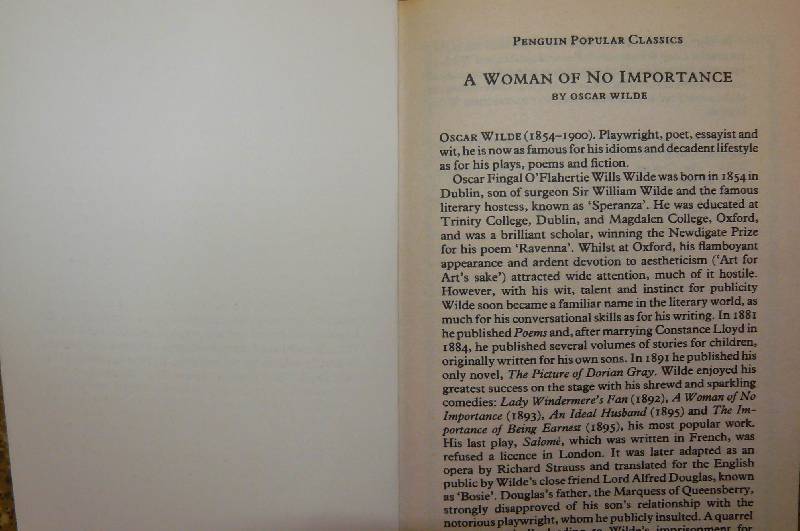 PENGUIN POPULAR CLASSICS
A WOMAN OF NO IMPORTANCE
BY OSCAR WILDE
OSCAR WILDE (1854–1900). Playwright, poet, essayist and
wit, he is now as famous for his idioms and decadent lifestyle
as for his plays, poems and fiction.
Oscar Fingal O'Flahertie Wills Wilde was born in 1854 in
Dublin, son of surgeon Sir William Wilde and the famous
literary hostess, known as 'Speranza'. He was educated at
Trinity College, Dublin, and Magdalen College, Oxford,
and was a brilliant scholar, winning the Newdigate Prize
for his poem 'Ravenna'. Whilst at Oxford, his flamboyant
appearance and ardent devotion to aestheticism ('Art for
Art's sake') attracted wide attention, much of it hostile.
However, with his wit, talent and instinct for publicity
Wilde soon became a familiar name in the literary world, as
much for his conversational skills as for his writing. In 1881
he published Poems and, after marrying Constance Lloyd in
1884, he published several volumes of stories for children,
originally written for his own sons. In 1891 he published his
only novel, The Picture of Dorian Gray. Wilde enjoyed his
greatest success on the stage with his shrewd and sparkling
comedies: Lady Windermere's Fan (1892), A Woman of No
Importance (1893), An Ideal Husband (1895) and The Im-
portance of Being Earnest (1895), his most popular work.
His last play, Salomé, which was written in French, was
refused a licence in London. It was later adapted as an
opera by Richard Strauss and translated for the English
public by Wilde's close friend Lord Alfred Douglas, known
as 'Bosie'. Douglas's father, the Marquess of Queensberry,
strongly disapproved of his son's relationship with the
notorious playwright, whom he publicly insulted. A quarrel
to Wilde's imprisonment for